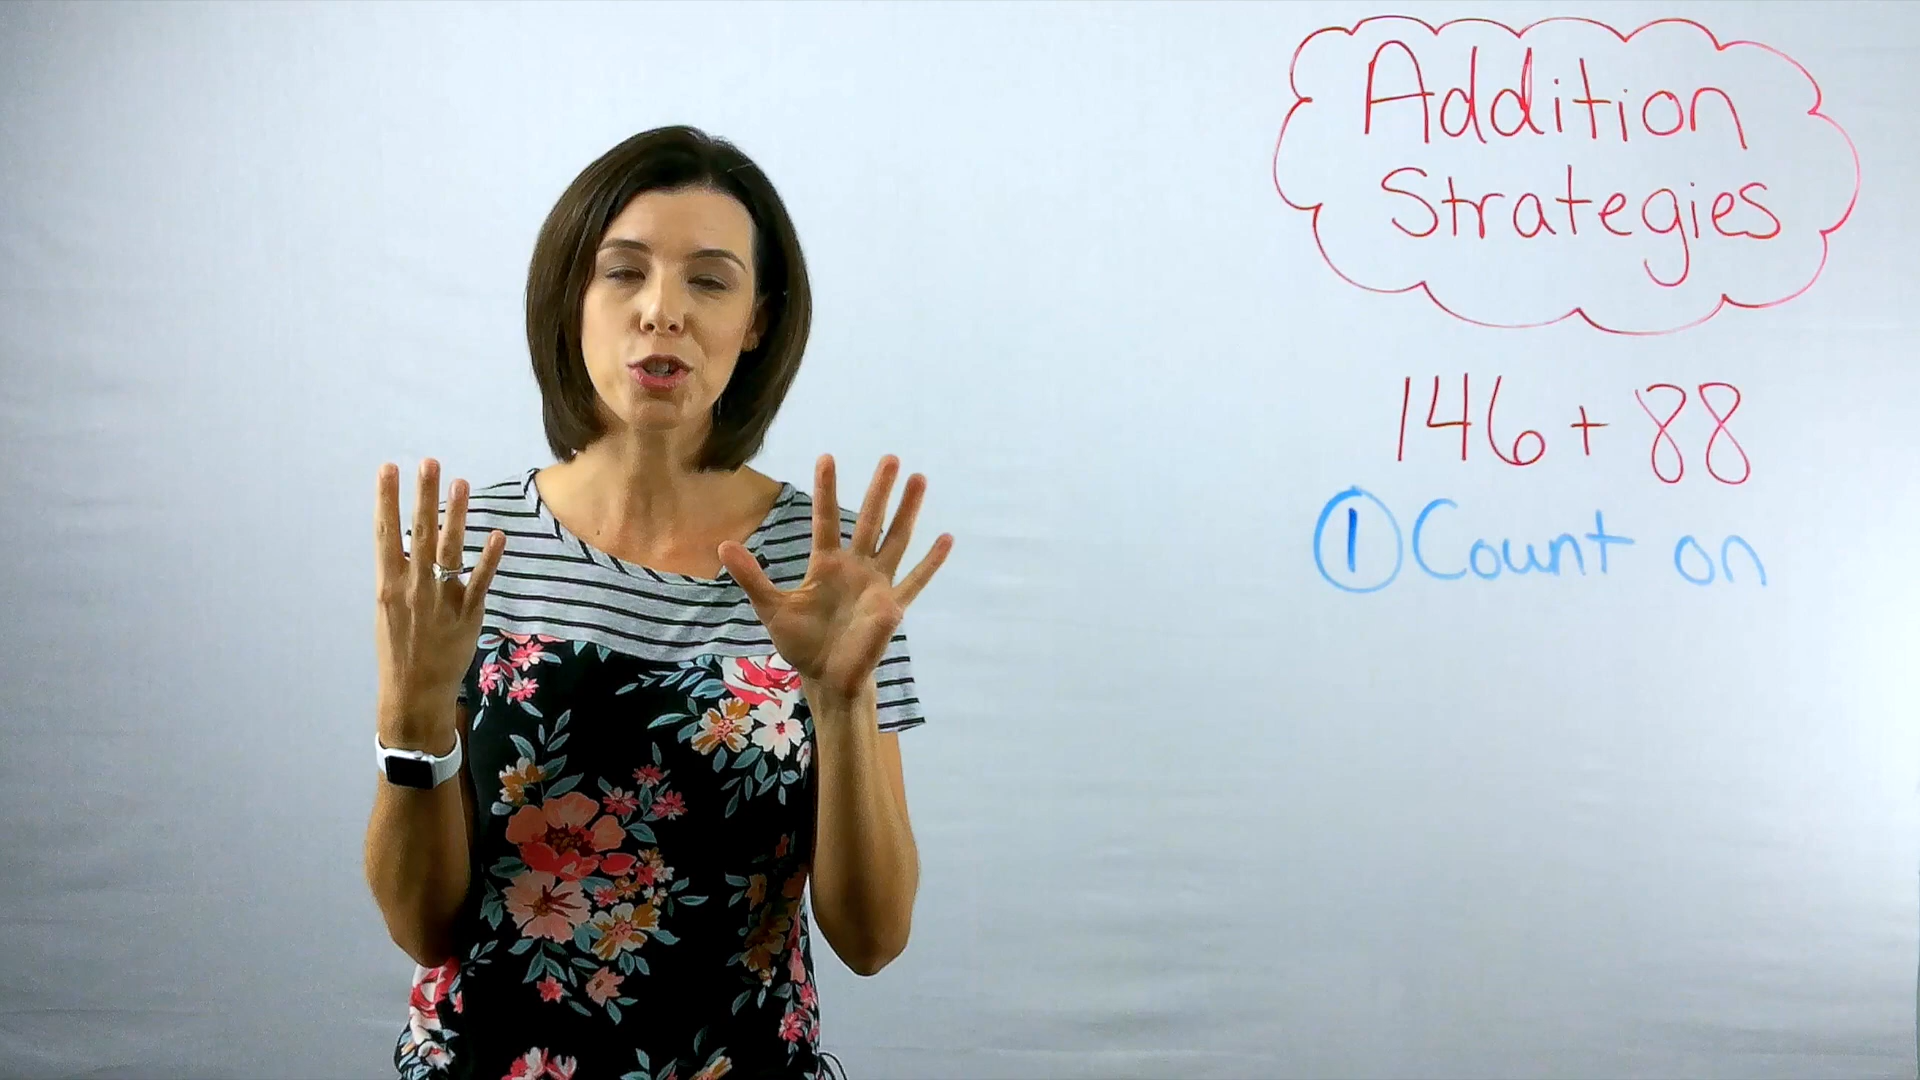 Addition
Strategies
146 + 88
① Count on